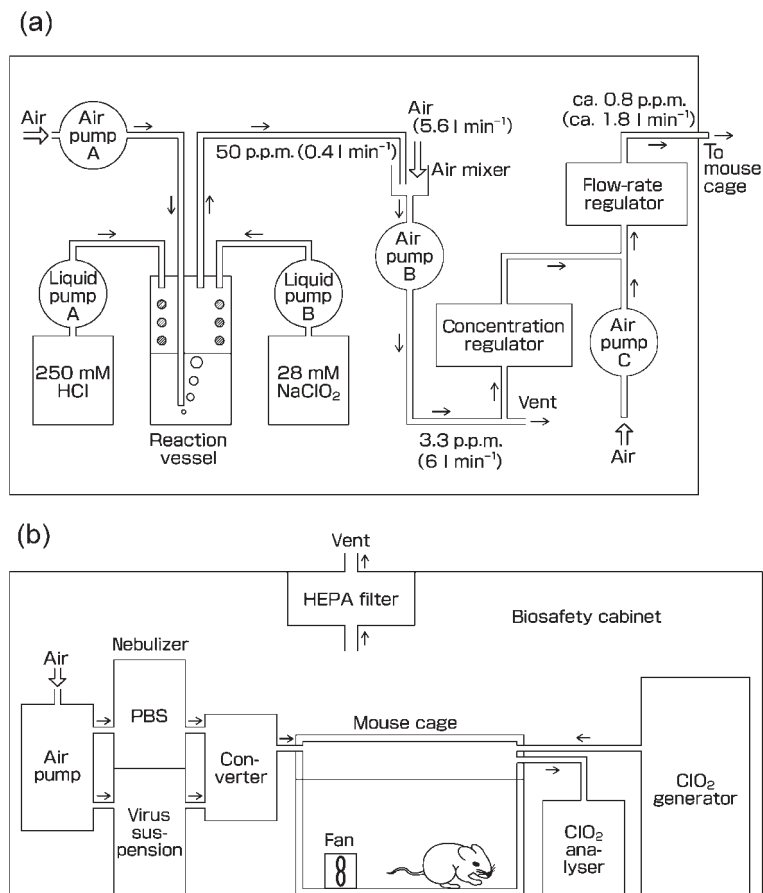 (a)
Air
Air
pump
A
Air
(5.6 l min⁻¹)
50 p.p.m. (0.4 l min⁻¹)
Air mixer
ca. 0.8 p.p.m.
(ca. 1.8 l min⁻¹)
To
mouse
cage
Flow-rate
regulator
Liquid
pump
A
Liquid
pump
B
Air
pump
B
Concentration
regulator
Air
pump
C
250 mM
HCl
28 mM
NaClO₂
Reaction
vessel
Vent
3.3 p.p.m.
(6 l min⁻¹)
Air
(b)
Vent
HEPA filter
Biosafety cabinet
Nebulizer
Air
PBS
Air
pump
Con-
verter
Virus
sus-
pension
Mouse cage
Fan
ClO₂
generator
ClO₂
ana-
lyser